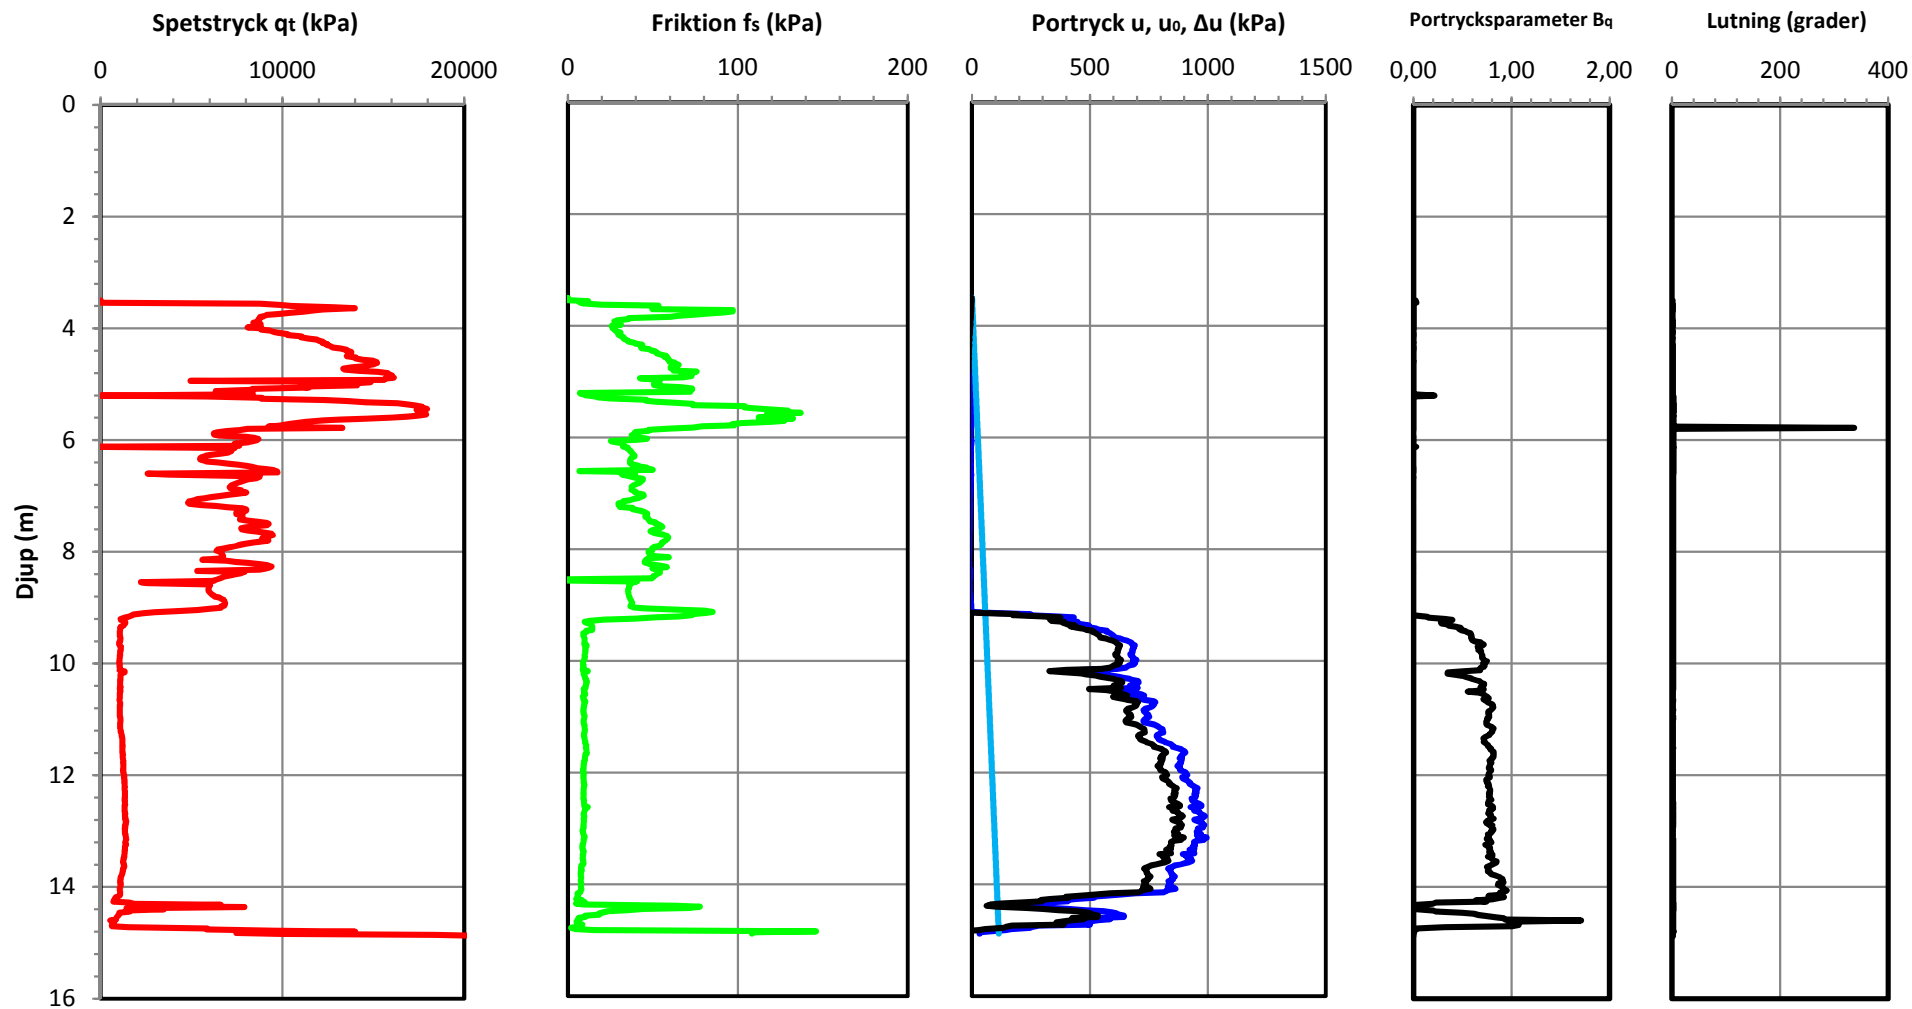 Spetstryck qt (kPa)
Friktion fs (kPa)
Portryck u, u₀, Δu (kPa)
Portrycksparameter Bq
Lutning (grader)
0 10000 20000
0 100 200
0 500 1000 1500
0,00 1,00 2,00
0 200 400
0
2
4
6
8
10
12
14
16
Djup (m)